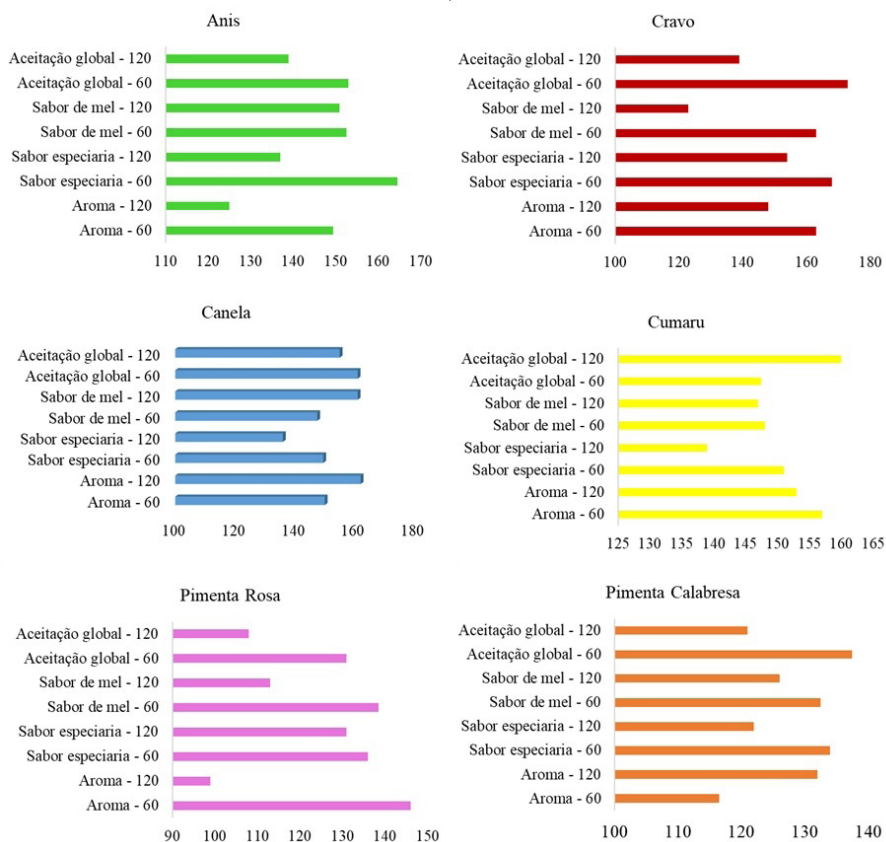 Anis
Aceitação global - 120
Aceitação global - 60
Sabor de mel - 120
Sabor de mel - 60
Sabor especiaria - 120
Sabor especiaria - 60
Aroma - 120
Aroma - 60
110 120 130 140 150 160 170
Cravo
Aceitação global - 120
Aceitação global - 60
Sabor de mel - 120
Sabor de mel - 60
Sabor especiaria - 120
Sabor especiaria - 60
Aroma - 120
Aroma - 60
100 120 140 160 180
Canela
Aceitação global - 120
Aceitação global - 60
Sabor de mel - 120
Sabor de mel - 60
Sabor especiaria - 120
Sabor especiaria - 60
Aroma - 120
Aroma - 60
100 120 140 160 180
Cumaru
Aceitação global - 120
Aceitação global - 60
Sabor de mel - 120
Sabor de mel - 60
Sabor especiaria - 120
Sabor especiaria - 60
Aroma - 120
Aroma - 60
125 130 135 140 145 150 155 160 165
Pimenta Rosa
Aceitação global - 120
Aceitação global - 60
Sabor de mel - 120
Sabor de mel - 60
Sabor especiaria - 120
Sabor especiaria - 60
Aroma - 120
Aroma - 60
90 100 110 120 130 140 150
Pimenta Calabresa
Aceitação global - 120
Aceitação global - 60
Sabor de mel - 120
Sabor de mel - 60
Sabor especiaria - 120
Sabor especiaria - 60
Aroma - 120
Aroma - 60
100 110 120 130 140